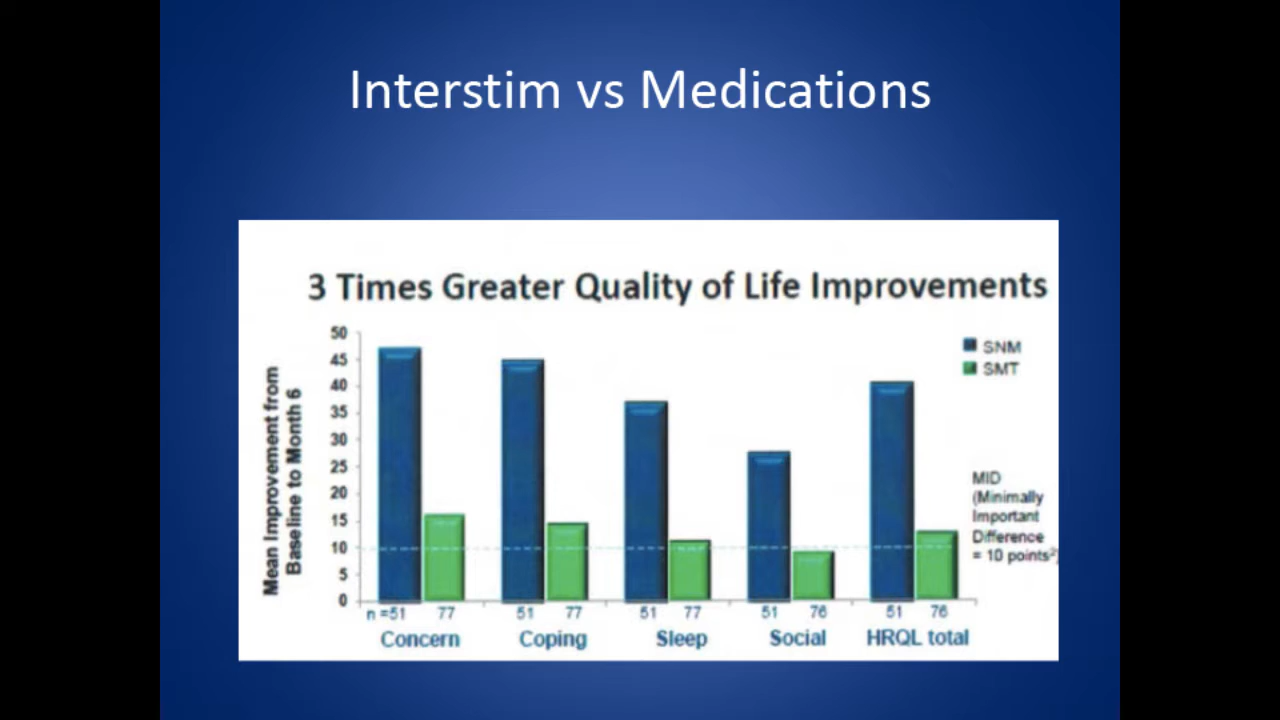 Interstim vs Medications
3 Times Greater Quality of Life Improvements
Mean Improvement from
Baseline to Month 6
50
45
40
35
30
25
20
15
10
5
0
SNM
SMT
MID
(Minimally
Important
Difference
= 10 points²)
n =51 77 51 77 51 77 51 76 51 76
Concern Coping Sleep Social HRQL total